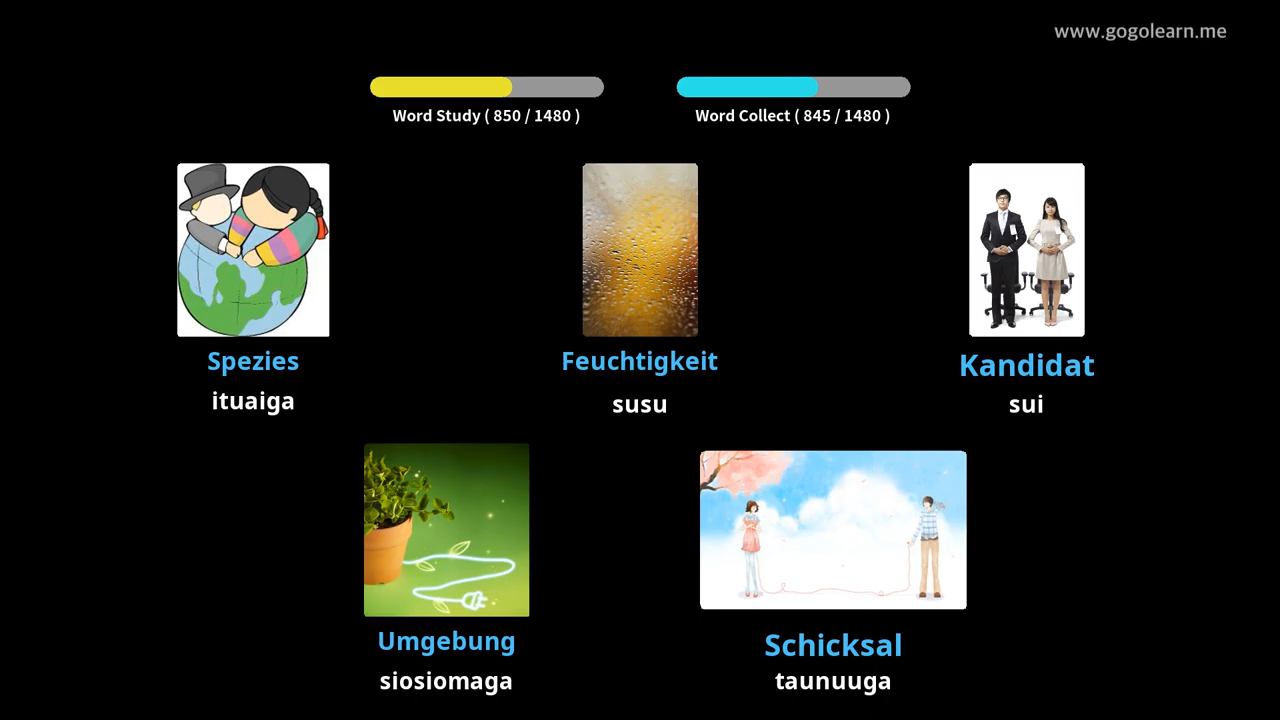 www.gogolearn.me
Word Study ( 850 / 1480 )
Word Collect ( 845 / 1480 )
Spezies
ituaiga
Feuchtigkeit
susu
Kandidat
sui
Umgebung
siosiomaga
Schicksal
taunuuga